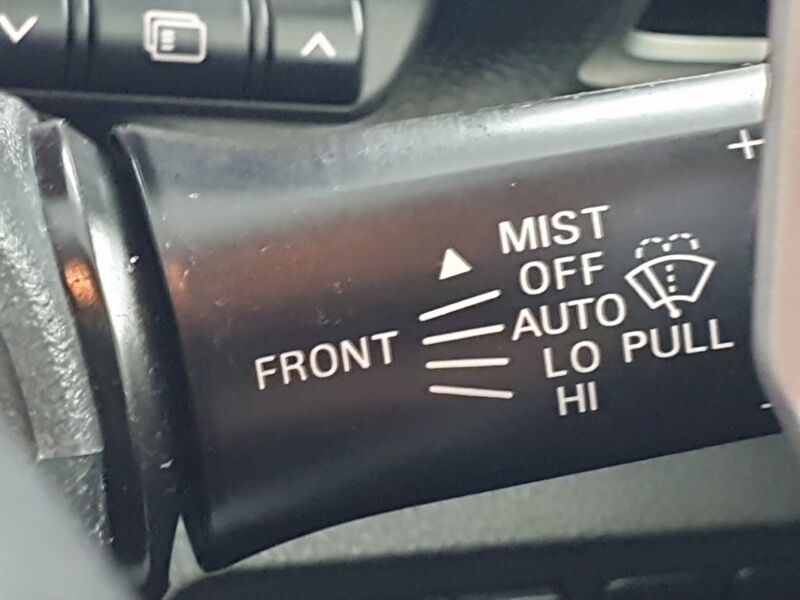 +
MIST
OFF
FRONT AUTO
LO PULL
HI
-